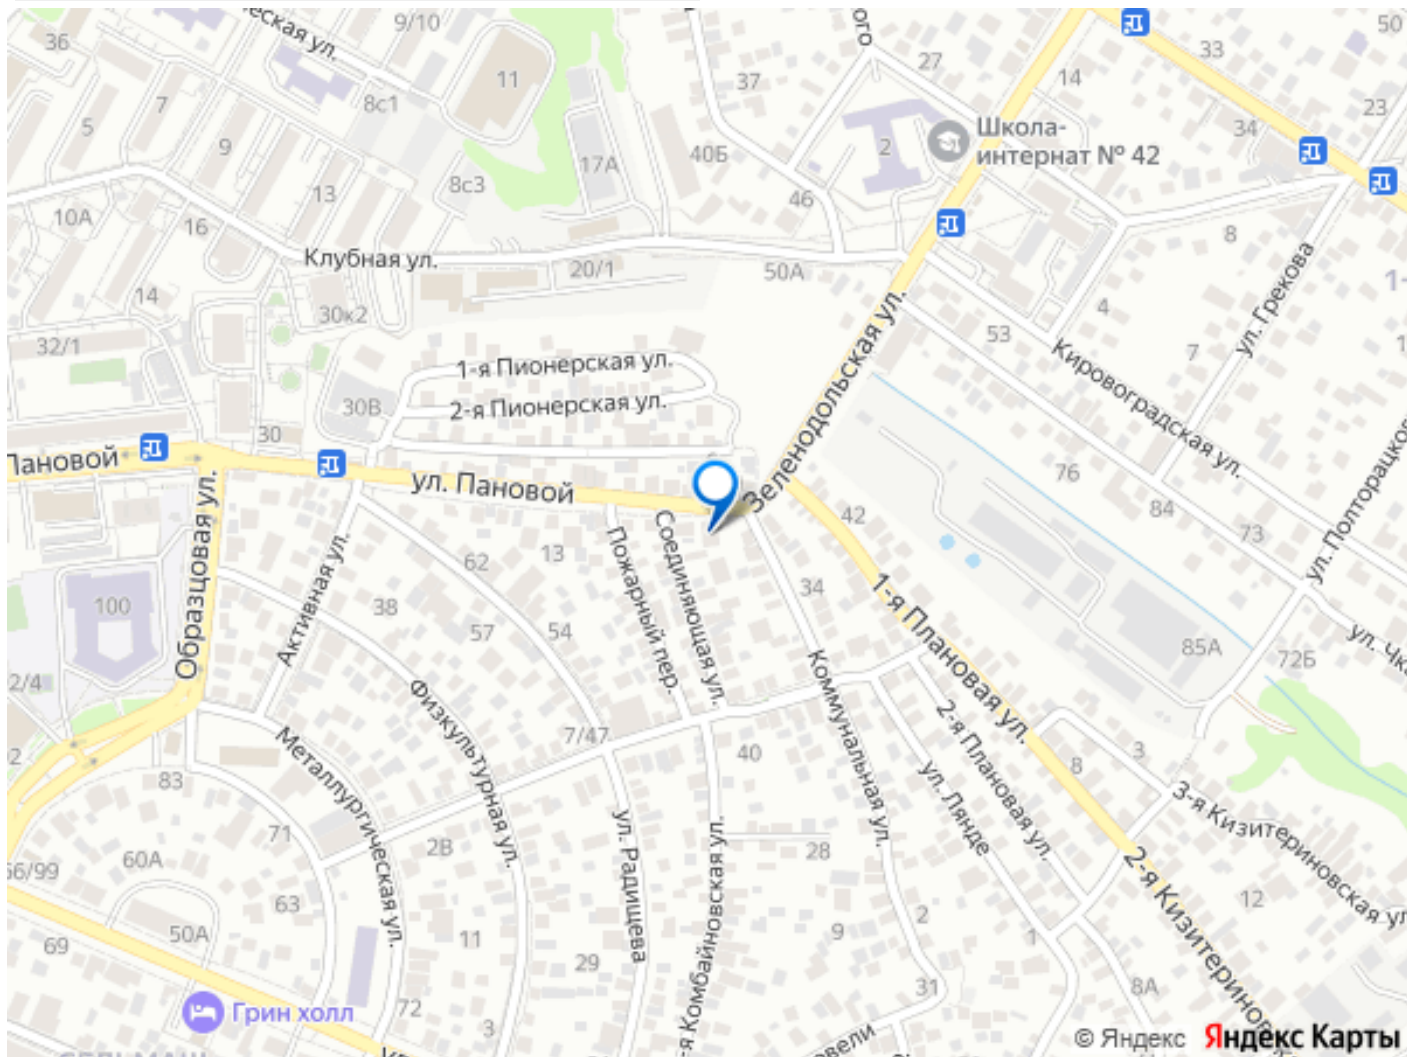 36
еская ул.
9/10
11
5
7
9
13
8с1
8с3
10А
16
14
17А
37
40Б
46
ого
27
2
14
33
50
23
34
Школа-
интернат № 42
8
4
53
7
ул. Грекова
1-
Клубная ул.
20/1
50А
30к2
32/1
30В
30
1-я Пионерская ул.
2-я Пионерская ул.
Зеленодольская ул.
Кировоградская ул.
76
84
73
ул. Полторацкого
Пановой
ул. Пановой
42
Образцовая ул.
Активная ул.
62
13
38
57
54
100
2/4
Пожарный пер.
Соединяющая ул.
34
1-я Плановая ул.
85А
72Б
ул. Чка
Физкультурная ул.
Металлургическая ул.
7/47
40
Коммунальная ул.
2-я Плановая ул.
ул. Лянде
8
3
3-я Кизитериновская ул
2-я Кизитеринов
83
71
60А
66/99
63
50А
69
2В
11
29
3
72
ул. Радищева
-я Комбайновская ул.
28
9
2
1
31
8А
12
Грин холл
вели
© Яндекс Яндекс Карты